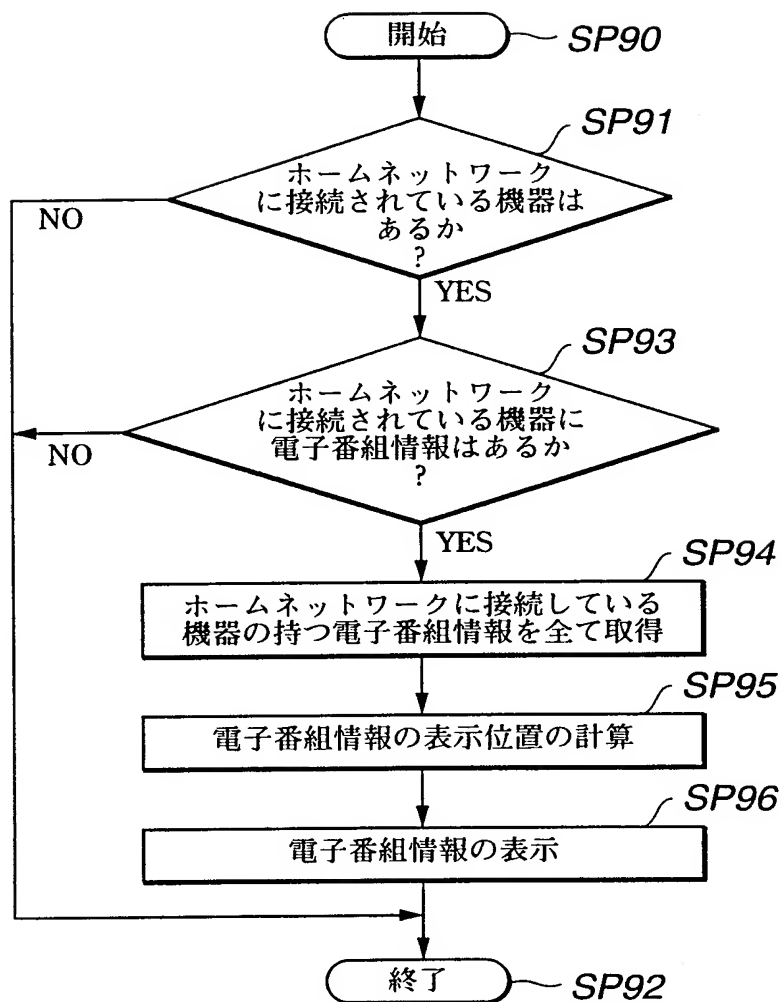 開始
SP90
SP91
ホームネットワーク
に接続されている機器は
あるか
?
NO
YES
SP93
ホームネットワーク
に接続されている機器に
電子番組情報はあるか
?
NO
YES
SP94
ホームネットワークに接続している
機器の持つ電子番組情報を全て取得
SP95
電子番組情報の表示位置の計算
SP96
電子番組情報の表示
終了
SP92